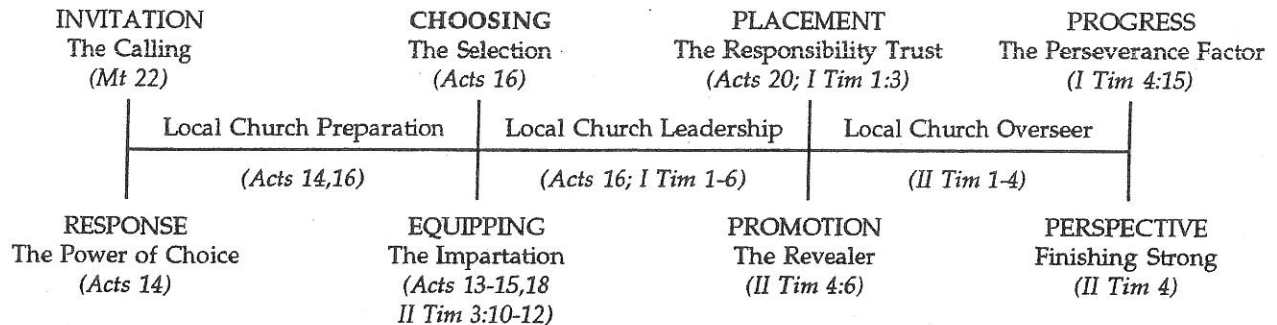 INVITATION
The Calling
(Mt 22)
CHOOSING
The Selection
(Acts 16)
PLACEMENT
The Responsibility Trust
(Acts 20; I Tim 1:3)
PROGRESS
The Perseverance Factor
(I Tim 4:15)
Local Church Preparation
Local Church Leadership
Local Church Overseer
(Acts 14,16)
(Acts 16; I Tim 1-6)
(II Tim 1-4)
RESPONSE
The Power of Choice
(Acts 14)
EQUIPPING
The Impartation
(Acts 13-15,18
II Tim 3:10-12)
PROMOTION
The Revealer
(II Tim 4:6)
PERSPECTIVE
Finishing Strong
(II Tim 4)